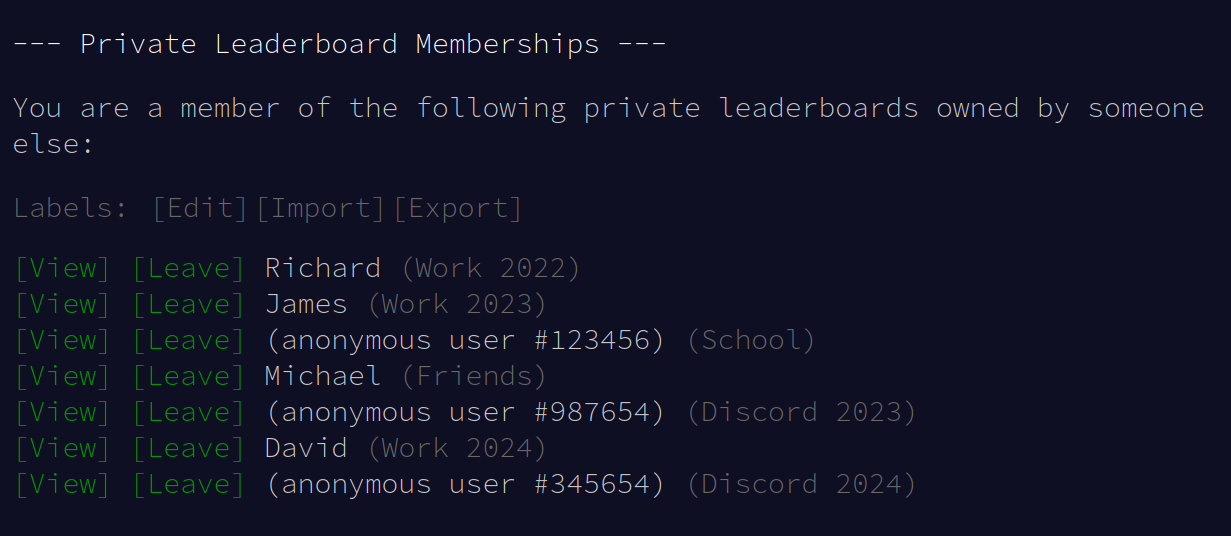 --- Private Leaderboard Memberships ---
You are a member of the following private leaderboards owned by someone
else:
Labels: [Edit][Import][Export]
[View] [Leave] Richard (Work 2022)
[View] [Leave] James (Work 2023)
[View] [Leave] (anonymous user #123456) (School)
[View] [Leave] Michael (Friends)
[View] [Leave] (anonymous user #987654) (Discord 2023)
[View] [Leave] David (Work 2024)
[View] [Leave] (anonymous user #345654) (Discord 2024)